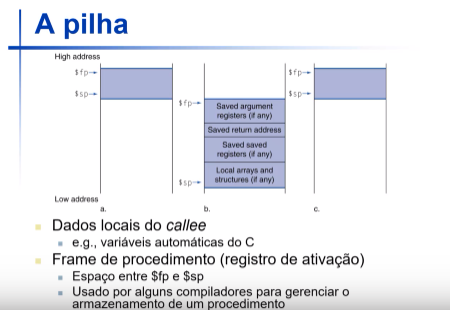 A pilha
High address
$fp
$sp
$fp
$sp
$fp
$sp
Saved argument
registers (if any)
Saved return address
Saved saved
registers (if any)
Local arrays and
structures (if any)
Low address
a.
b.
c.
Dados locais do callee
e.g., variáveis automáticas do C
Frame de procedimento (registro de ativação)
Espaço entre $fp e $sp
Usado por alguns compiladores para gerenciar o
armazenamento de um procedimento